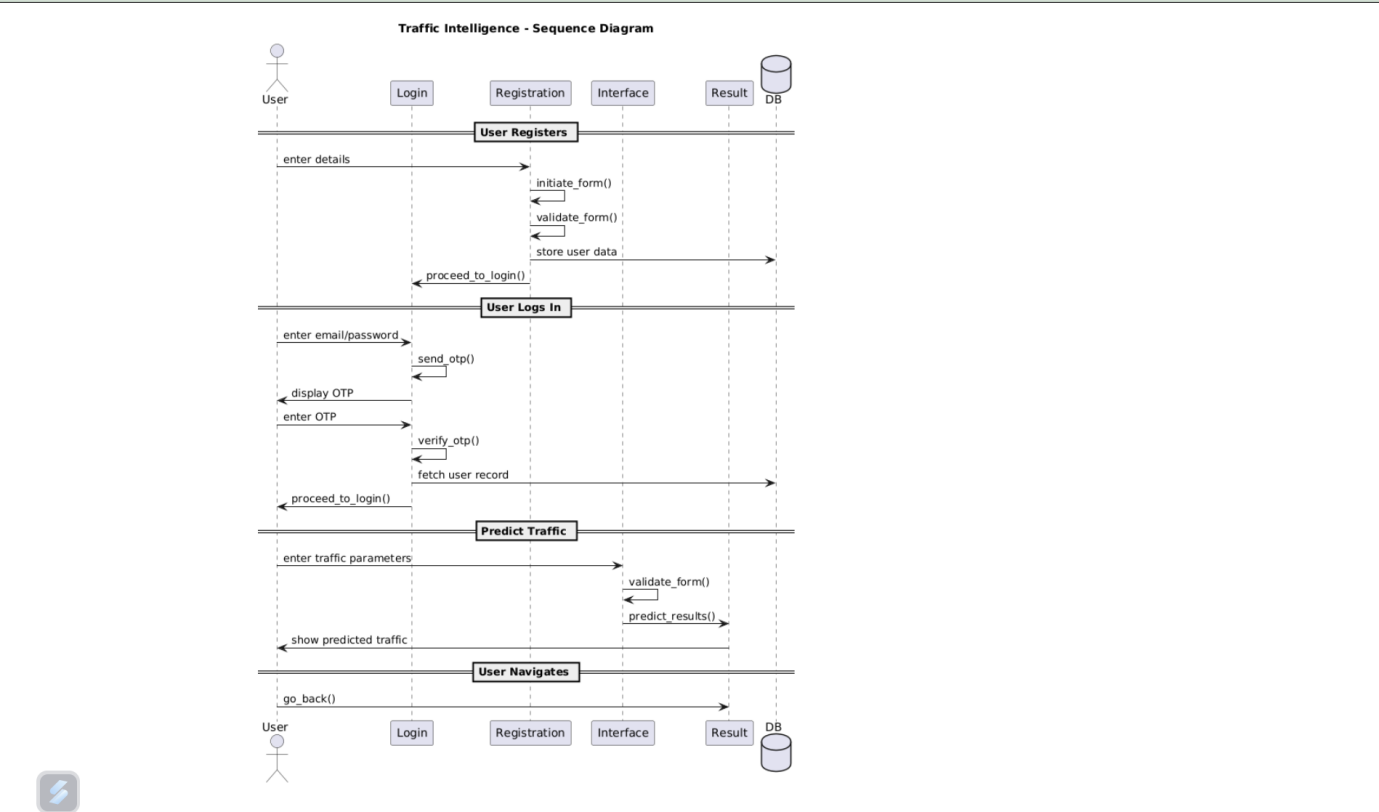 Traffic Intelligence - Sequence Diagram
User Login Registration Interface Result DB
User Registers
enter details
initiate_form()
validate_form()
store user data
proceed_to_login()
User Logs In
enter email/password
send_otp()
display OTP
enter OTP
verify_otp()
fetch user record
proceed_to_login()
Predict Traffic
enter traffic parameters
validate_form()
predict_results()
show predicted traffic
User Navigates
go_back()
User Login Registration Interface Result DB